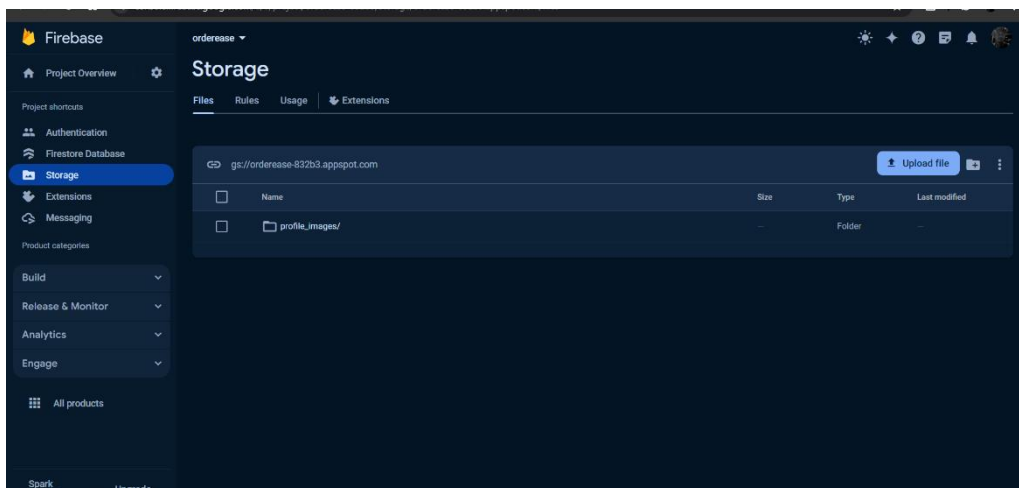 Firebase
orderease
Project Overview
Storage
Project shortcuts
Files Rules Usage Extensions
Authentication
Firestore Database
Storage
Extensions
Messaging
gs://orderease-832b3.appspot.com
Upload file
Name Size Type Last modified
profile_images/ — Folder —
Product categories
Build
Release & Monitor
Analytics
Engage
All products
Spark